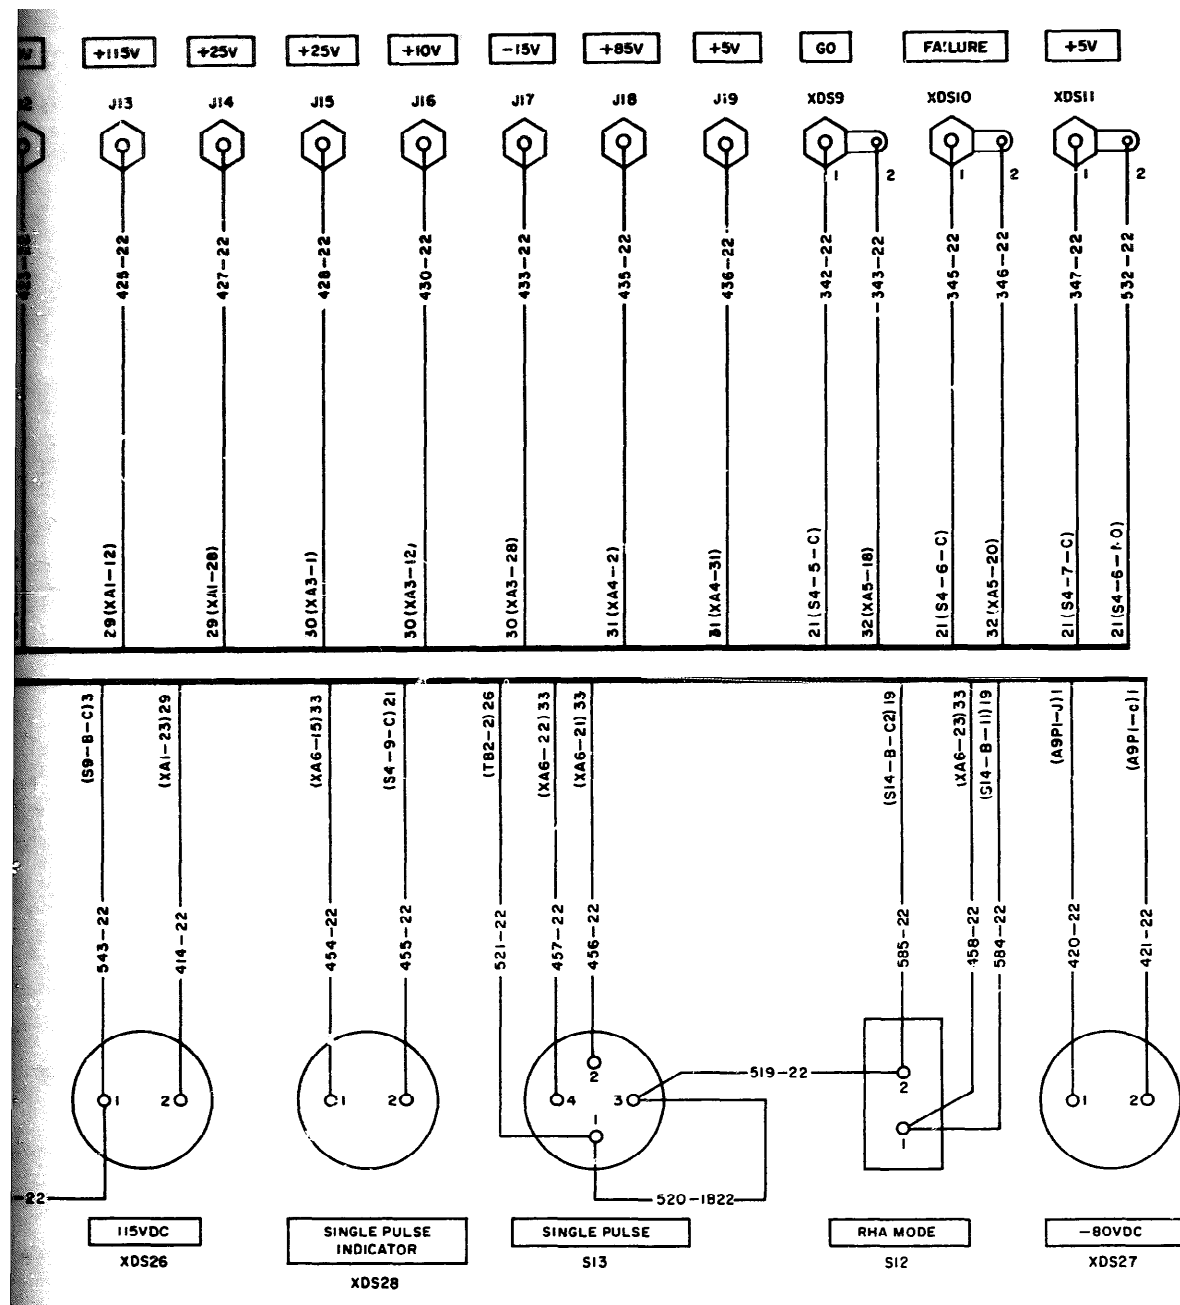 +115V +25V +25V +10V -15V +85V +5V GO FAILURE +5V
J13 J14 J15 J16 J17 J18 J19 XDS9 XDS10 XDS11
1 2 1 2 1 2
425-22 427-22 428-22 430-22 433-22 435-22 436-22 342-22 343-22 345-22 346-22 347-22 532-22
29(XA1-12) 29(XA1-28) 30(XA3-1) 30(XA3-12) 30(XA3-28) 31(XA4-2) 31(XA4-31) 21(S4-5-C) 32(XA5-18) 21(S4-6-C) 32(XA5-20) 21(S4-7-C)
(S9-B-C)3 (XA1-23)29 (XA6-15)33 (S4-9-C)21 (TB2-2)26 (XA6-22)33 (XA6-21)33 (S14-B-C2)19 (XA6-23)33 (S14-B-11)19 (A9P1-J)1 (A9P1-c)1
543-22 414-22 454-22 455-22 521-22 457-22 456-22 585-22 458-22 584-22 420-22 421-22
2 519-22 2
1 2 1 2 4 3 1 2
1 1
-22 520-1822
115VDC SINGLE PULSE INDICATOR SINGLE PULSE RHA MODE -80VDC
XDS26 XDS28 S13 S12 XDS27